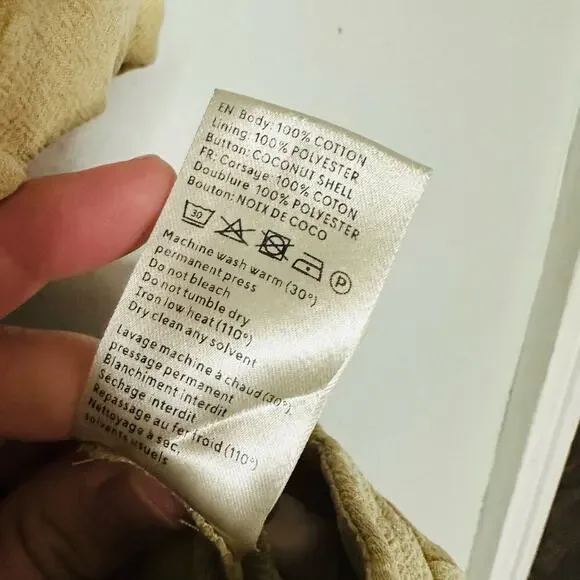 EN: Body: 100% COTTON
Lining: 100% POLYESTER
Button: COCONUT SHELL
FR: Corsage: 100% COTON
Doublure 100% POLYESTER
Bouton: NOIX DE COCO
30 P
Machine wash warm (30°)
permanent press
Do not bleach
Do not tumble dry
Iron low heat (110°)
Dry clean any solvent
Lavage machine à chaud (30°),
pressage permanent
Blanchiment interdit
Séchage interdit
Repassage au fer froid (110°)
Nettoyage à sec,
solvants usuels